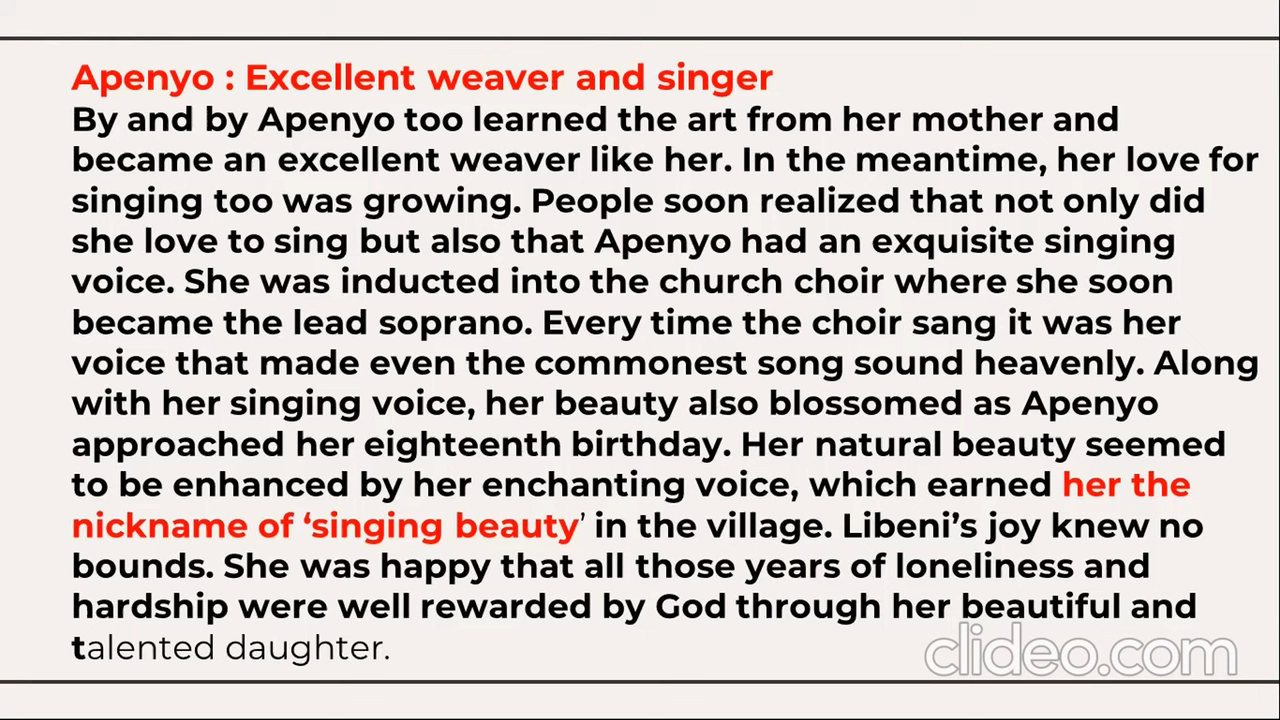 Apenyo : Excellent weaver and singer
By and by Apenyo too learned the art from her mother and
became an excellent weaver like her. In the meantime, her love for
singing too was growing. People soon realized that not only did
she love to sing but also that Apenyo had an exquisite singing
voice. She was inducted into the church choir where she soon
became the lead soprano. Every time the choir sang it was her
voice that made even the commonest song sound heavenly. Along
with her singing voice, her beauty also blossomed as Apenyo
approached her eighteenth birthday. Her natural beauty seemed
to be enhanced by her enchanting voice, which earned her the
nickname of ‘singing beauty’ in the village. Libeni’s joy knew no
bounds. She was happy that all those years of loneliness and
hardship were well rewarded by God through her beautiful and
talented daughter.
clideo.com